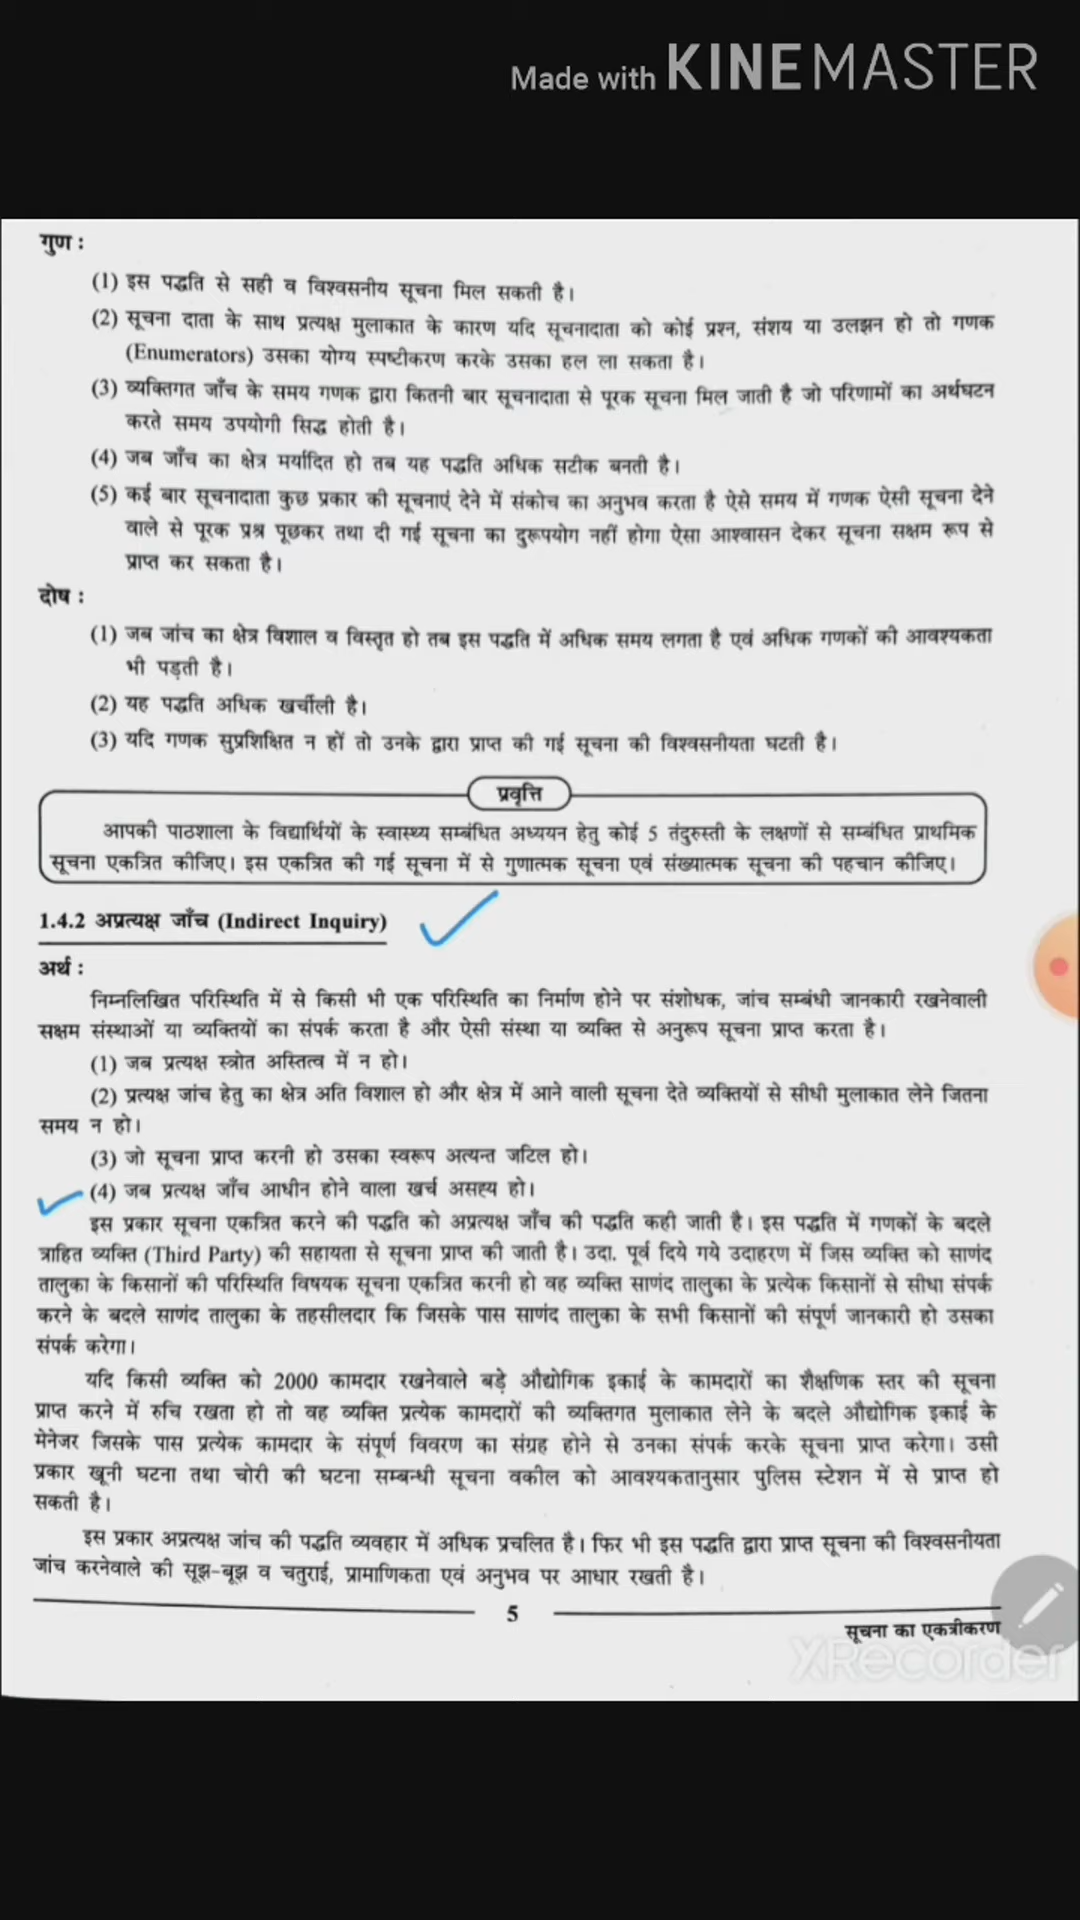 Made with KINEMASTER
गुण :
(1) इस पद्धति से सही व विश्वसनीय सूचना मिल सकती है।
(2) सूचना दाता के साथ प्रत्यक्ष मुलाकात के कारण यदि सूचनादाता को कोई प्रश्न, संशय या उलझन हो तो गणक
(Enumerators) उसका योग्य स्पष्टीकरण करके उसका हल ला सकता है।
(3) व्यक्तिगत जाँच के समय गणक द्वारा कितनी बार सूचनादाता से पूरक सूचना मिल जाती है जो परिणामों का अर्थघटन
करते समय उपयोगी सिद्ध होती है।
(4) जब जाँच का क्षेत्र मर्यादित हो तब यह पद्धति अधिक सटीक बनती है।
(5) कई बार सूचनादाता कुछ प्रकार की सूचनाएं देने में संकोच का अनुभव करता है ऐसे समय में गणक ऐसी सूचना देने
वाले से पूरक प्रश्न पूछकर तथा दी गई सूचना का दुरूपयोग नहीं होगा ऐसा आश्वासन देकर सूचना सक्षम रूप से
प्राप्त कर सकता है।
दोष :
(1) जब जांच का क्षेत्र विशाल व विस्तृत हो तब इस पद्धति में अधिक समय लगता है एवं अधिक गणकों की आवश्यकता
भी पड़ती है।
(2) यह पद्धति अधिक खर्चीली है।
(3) यदि गणक सुप्रशिक्षित न हों तो उनके द्वारा प्राप्त की गई सूचना की विश्वसनीयता घटती है।
प्रवृत्ति
आपकी पाठशाला के विद्यार्थियों के स्वास्थ्य सम्बंधित अध्ययन हेतु कोई 5 तंदुरुस्ती के लक्षणों से सम्बंधित प्राथमिक
सूचना एकत्रित कीजिए। इस एकत्रित की गई सूचना में से गुणात्मक सूचना एवं संख्यात्मक सूचना की पहचान कीजिए।
1.4.2 अप्रत्यक्ष जाँच (Indirect Inquiry)
अर्थ :
निम्नलिखित परिस्थिति में से किसी भी एक परिस्थिति का निर्माण होने पर संशोधक, जांच सम्बंधी जानकारी रखनेवाली
सक्षम संस्थाओं या व्यक्तियों का संपर्क करता है और ऐसी संस्था या व्यक्ति से अनुरूप सूचना प्राप्त करता है।
(1) जब प्रत्यक्ष स्त्रोत अस्तित्व में न हो।
(2) प्रत्यक्ष जांच हेतु का क्षेत्र अति विशाल हो और क्षेत्र में आने वाली सूचना देते व्यक्तियों से सीधी मुलाकात लेने जितना
समय न हो।
(3) जो सूचना प्राप्त करनी हो उसका स्वरूप अत्यन्त जटिल हो।
(4) जब प्रत्यक्ष जाँच आधीन होने वाला खर्च असह्य हो।
इस प्रकार सूचना एकत्रित करने की पद्धति को अप्रत्यक्ष जाँच की पद्धति कही जाती है। इस पद्धति में गणकों के बदले
त्राहित व्यक्ति (Third Party) की सहायता से सूचना प्राप्त की जाती है। उदा. पूर्व दिये गये उदाहरण में जिस व्यक्ति को साणंद
तालुका के किसानों की परिस्थिति विषयक सूचना एकत्रित करनी हो वह व्यक्ति साणंद तालुका के प्रत्येक किसानों से सीधा संपर्क
करने के बदले साणंद तालुका के तहसीलदार कि जिसके पास साणंद तालुका के सभी किसानों की संपूर्ण जानकारी हो उसका
संपर्क करेगा।
यदि किसी व्यक्ति को 2000 कामदार रखनेवाले बड़े औद्योगिक इकाई के कामदारों का शैक्षणिक स्तर की सूचना
प्राप्त करने में रुचि रखता हो तो वह व्यक्ति प्रत्येक कामदारों की व्यक्तिगत मुलाकात लेने के बदले औद्योगिक इकाई के
मेनेजर जिसके पास प्रत्येक कामदार के संपूर्ण विवरण का संग्रह होने से उनका संपर्क करके सूचना प्राप्त करेगा। उसी
प्रकार खूनी घटना तथा चोरी की घटना सम्बन्धी सूचना वकील को आवश्यकतानुसार पुलिस स्टेशन में से प्राप्त हो
सकती है।
इस प्रकार अप्रत्यक्ष जांच की पद्धति व्यवहार में अधिक प्रचलित है। फिर भी इस पद्धति द्वारा प्राप्त सूचना की विश्वसनीयता
जांच करनेवाले की सूझ-बूझ व चतुराई, प्रामाणिकता एवं अनुभव पर आधार रखती है।
5
सूचना का एकत्रीकरण
XRecorder